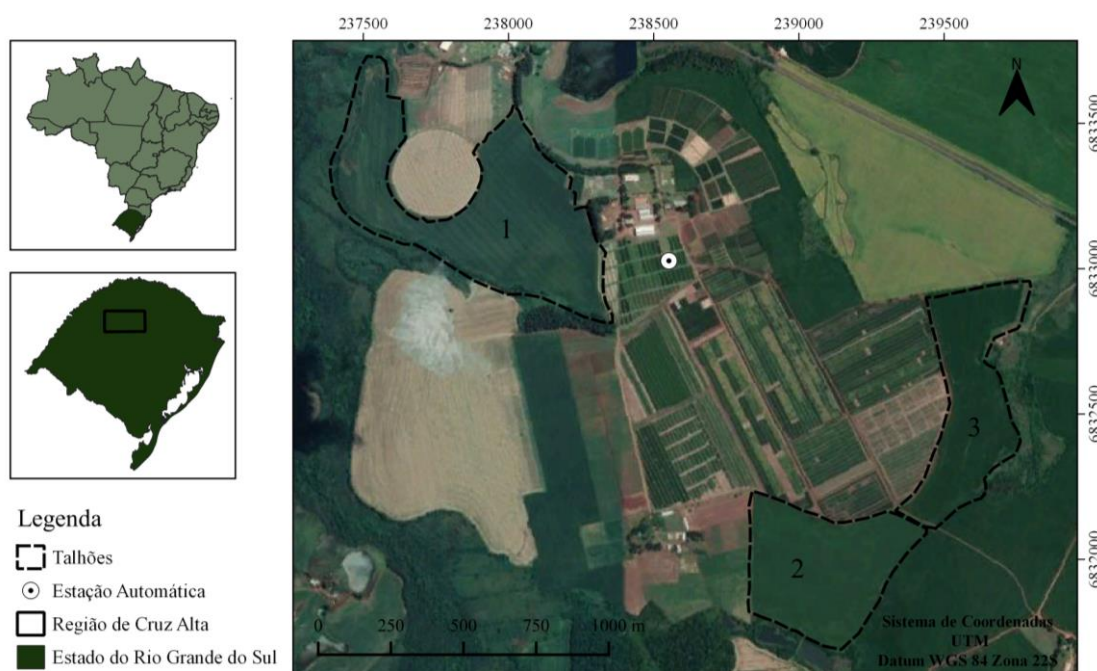 237500 238000 238500 239000 239500
N
6833500
6833000
6832500
6832000
1
2
3
Legenda
Talhões
Estação Automática
Região de Cruz Alta
Estado do Rio Grande do Sul
0 250 500 750 1000 m
Sistema de Coordenadas
UTM
Datum WGS 84 Zona 22S